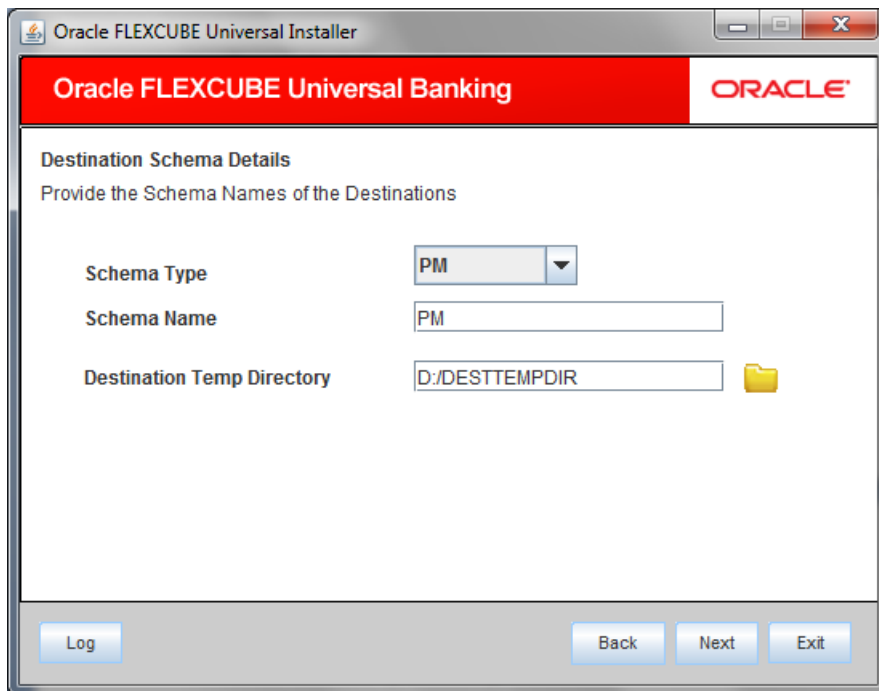 Oracle FLEXCUBE Universal Installer
Oracle FLEXCUBE Universal Banking
ORACLE
Destination Schema Details
Provide the Schema Names of the Destinations
Schema Type PM
Schema Name PM
Destination Temp Directory D:/DESTTEMPDIR
Log Back Next Exit